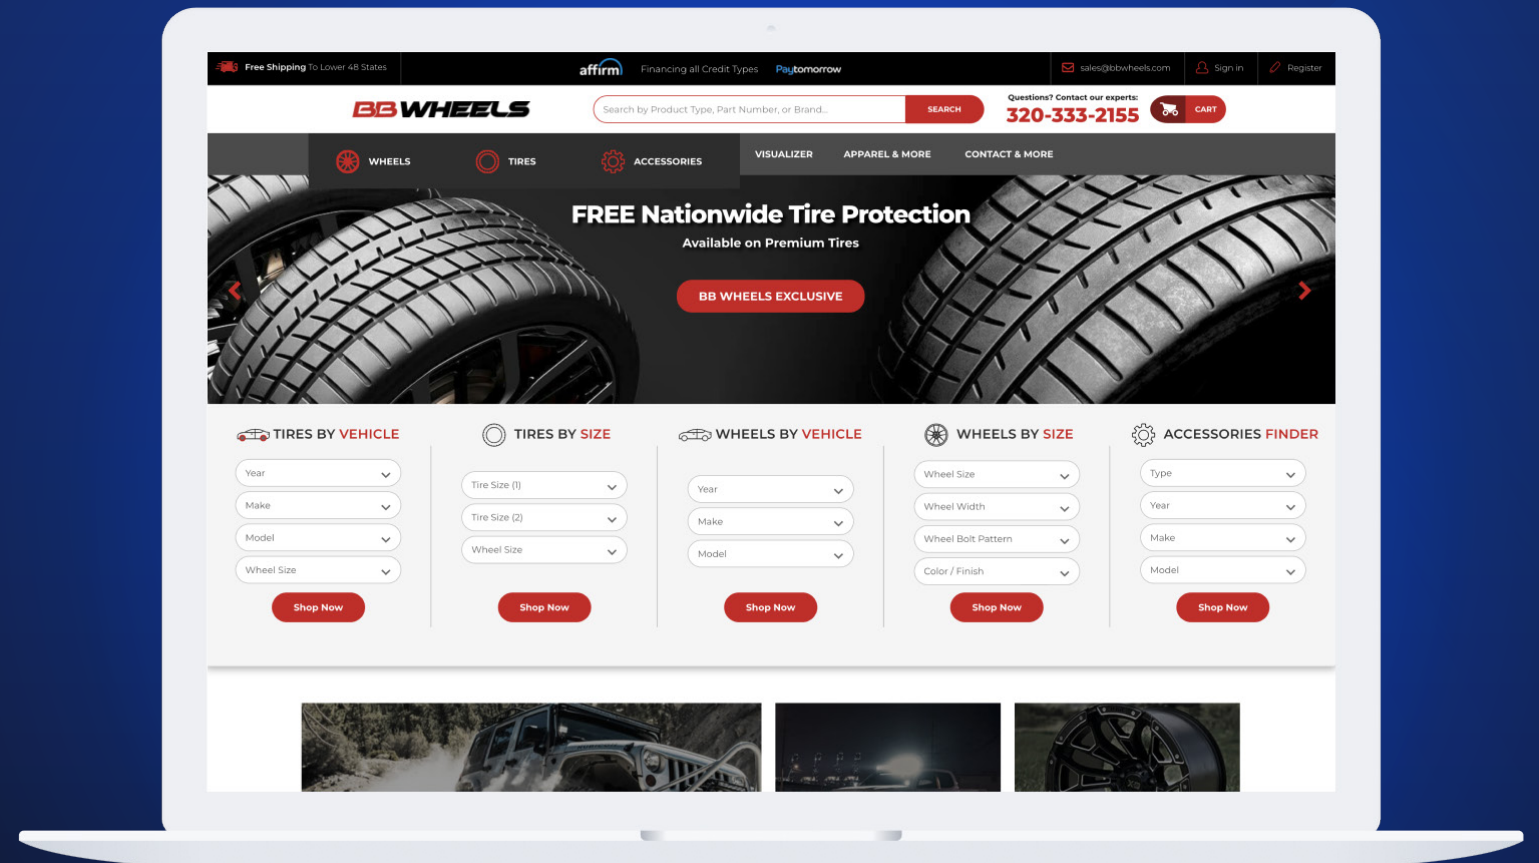 Free Shipping To Lower 48 States
affirm
Financing all Credit Types
Paytomorrow
sales@bbwheels.com
Sign in
Register
BBWHEELS
Search by Product Type, Part Number, or Brand...
SEARCH
Questions? Contact our experts:
320-333-2155
CART
WHEELS
TIRES
ACCESSORIES
VISUALIZER
APPAREL & MORE
CONTACT & MORE
FREE Nationwide Tire Protection
Available on Premium Tires
BB WHEELS EXCLUSIVE
TIRES BY VEHICLE
Year
Make
Model
Wheel Size
Shop Now
TIRES BY SIZE
Tire Size (1)
Tire Size (2)
Wheel Size
Shop Now
WHEELS BY VEHICLE
Year
Make
Model
Shop Now
WHEELS BY SIZE
Wheel Size
Wheel Width
Wheel Bolt Pattern
Color / Finish
Shop Now
ACCESSORIES FINDER
Type
Year
Make
Model
Shop Now